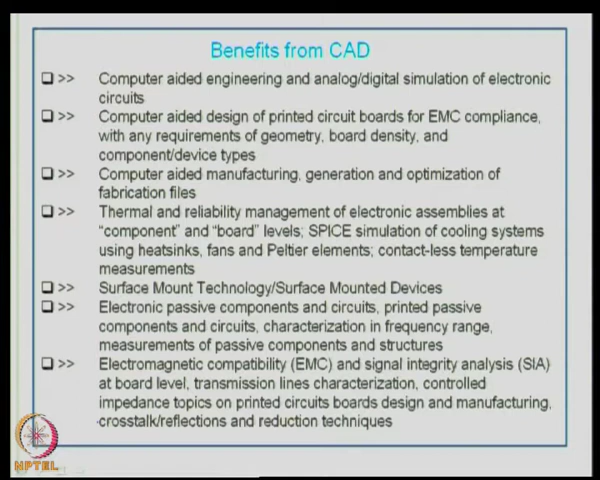 Benefits from CAD
>> Computer aided engineering and analog/digital simulation of electronic
circuits
>> Computer aided design of printed circuit boards for EMC compliance,
with any requirements of geometry, board density, and
component/device types
>> Computer aided manufacturing, generation and optimization of
fabrication files
>> Thermal and reliability management of electronic assemblies at
"component" and "board" levels; SPICE simulation of cooling systems
using heatsinks, fans and Peltier elements; contact-less temperature
measurements
>> Surface Mount Technology/Surface Mounted Devices
>> Electronic passive components and circuits, printed passive
components and circuits, characterization in frequency range,
measurements of passive components and structures
>> Electromagnetic compatibility (EMC) and signal integrity analysis (SIA)
at board level, transmission lines characterization, controlled
impedance topics on printed circuits boards design and manufacturing,
crosstalk/reflections and reduction techniques
NPTEL